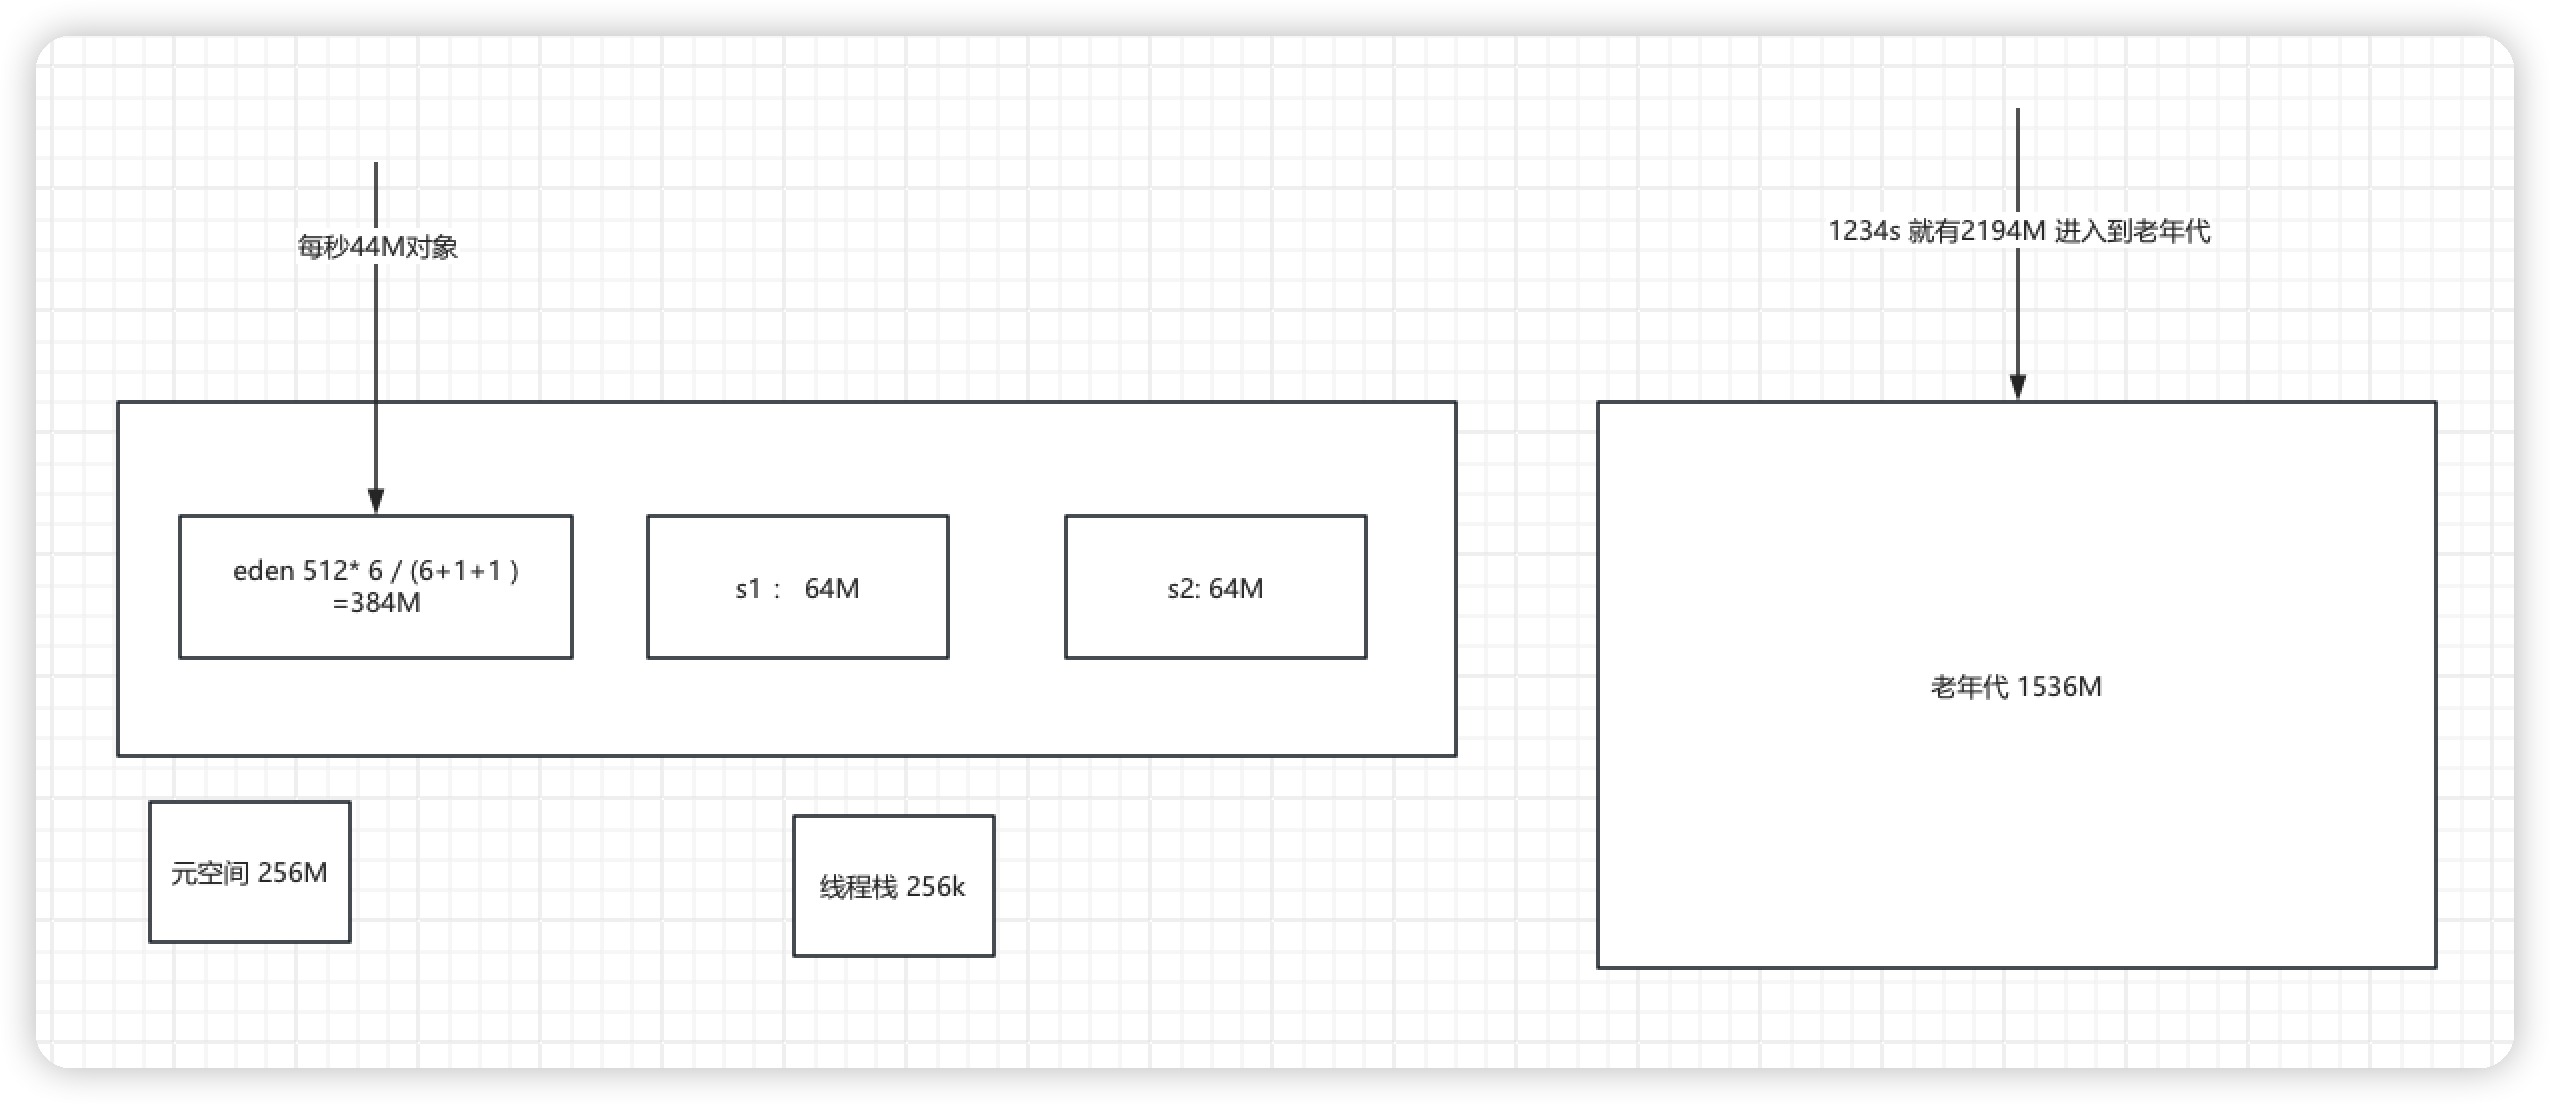 每秒44M对象
1234s 就有2194M 进入到老年代
eden 512* 6 / (6+1+1 )
=384M
s1： 64M
s2: 64M
老年代 1536M
元空间 256M
线程栈 256k